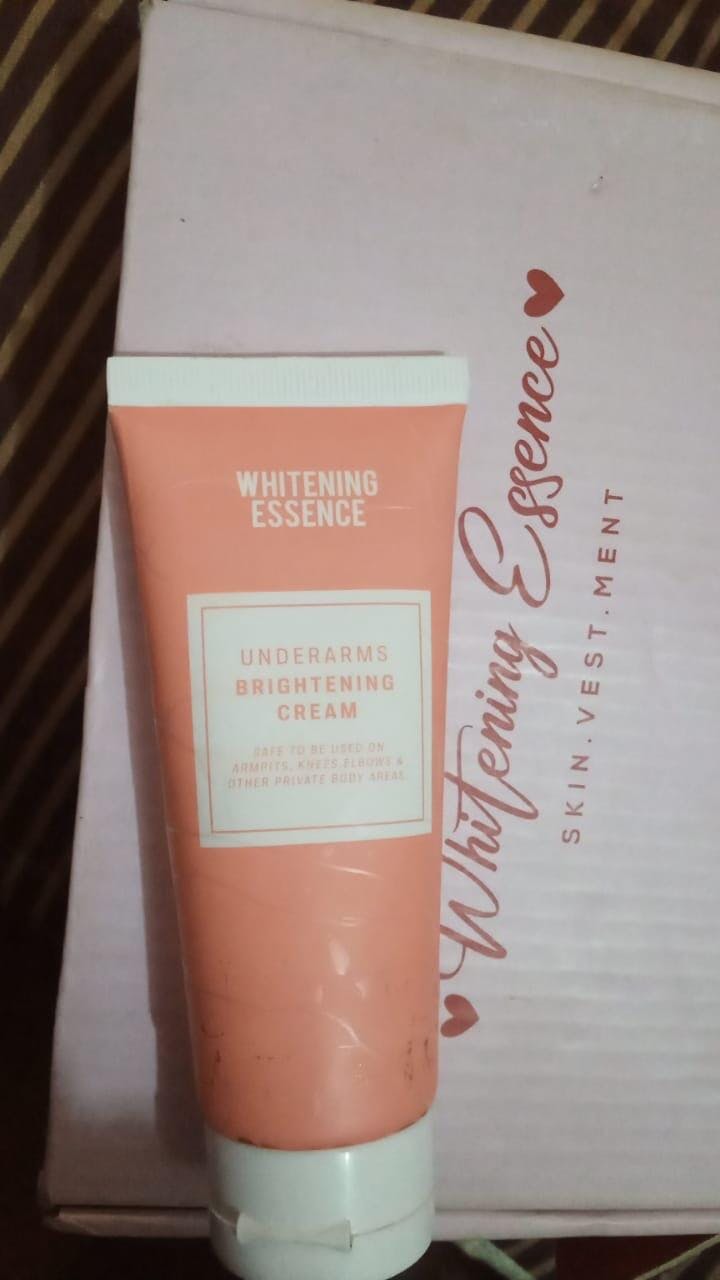 WHITENING
ESSENCE
UNDERARMS
BRIGHTENING
CREAM
SAFE TO BE USED ON
ARMPITS, KNEES, ELBOWS &
OTHER PRIVATE BODY AREAS
Whitening Essence
SKIN.VEST.MENT